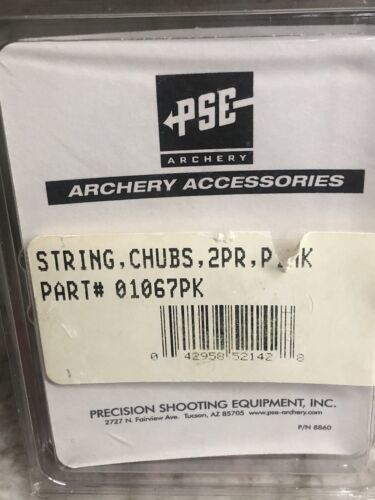 PSE
ARCHERY
ARCHERY ACCESSORIES
STRING,CHUBS,2PR,P NK
PART# 01067PK
0 42958 52142 8
PRECISION SHOOTING EQUIPMENT, INC.
2727 N. Fairview Ave. Tucson, AZ 85705 www.pse-archery.com
P/N 8860